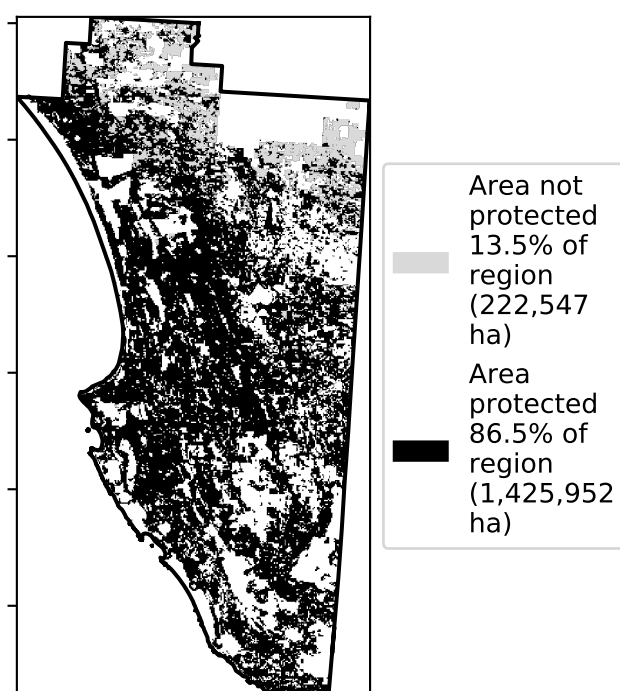 Area not
protected
13.5% of
region
(222,547
ha)
Area
protected
86.5% of
region
(1,425,952
ha)